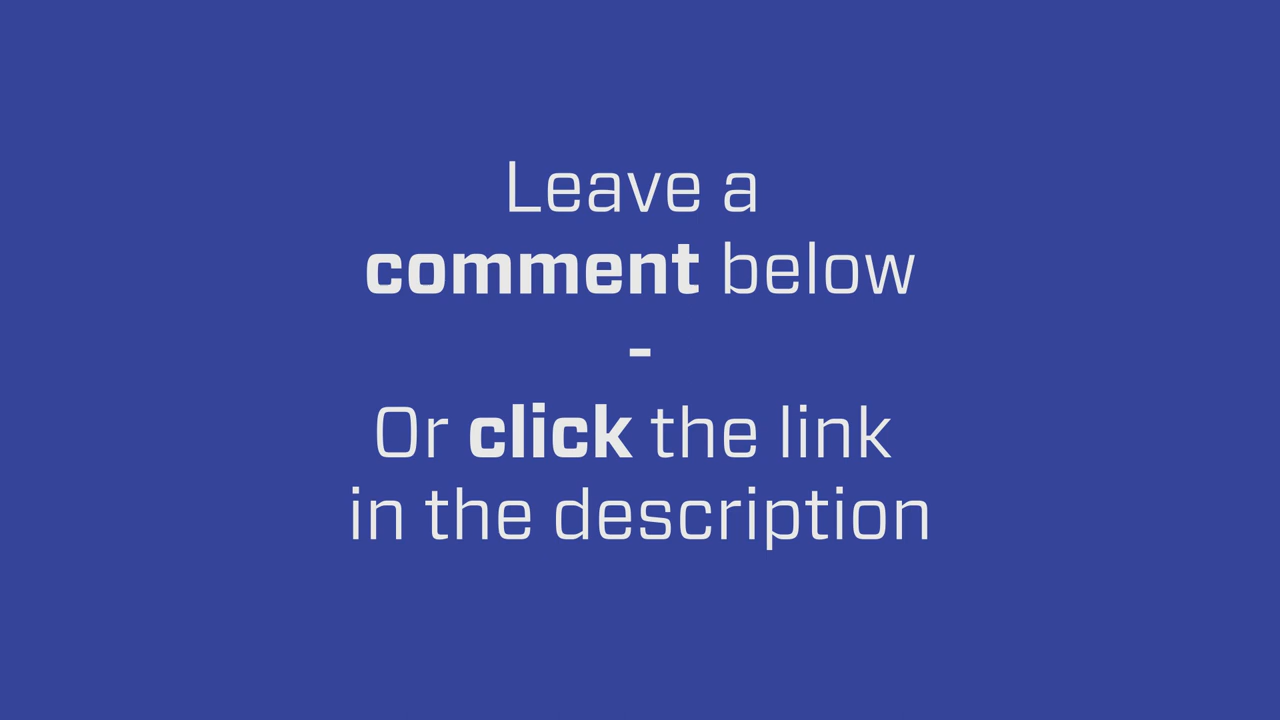 Leave a
comment below
-
Or click the link
in the description